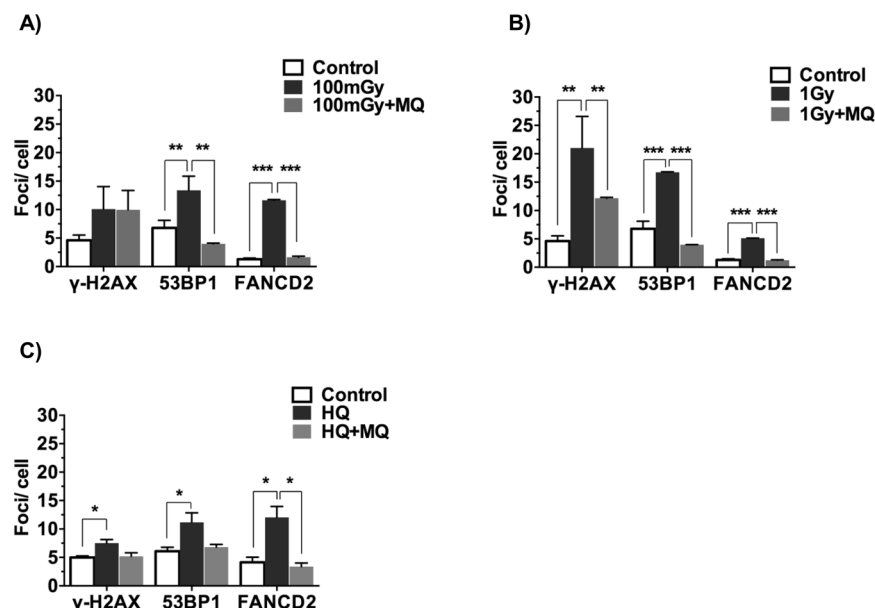 A)
Control
100mGy
100mGy+MQ
Foci/ cell
30
25
20
15
10
5
0
** **
*** ***
γ-H2AX 53BP1 FANCD2
B)
Control
1Gy
1Gy+MQ
Foci/ cell
30
25
20
15
10
5
0
** **
*** ***
*** ***
γ-H2AX 53BP1 FANCD2
C)
Control
HQ
HQ+MQ
Foci/ cell
30
25
20
15
10
5
0
*
*
* *
γ-H2AX 53BP1 FANCD2